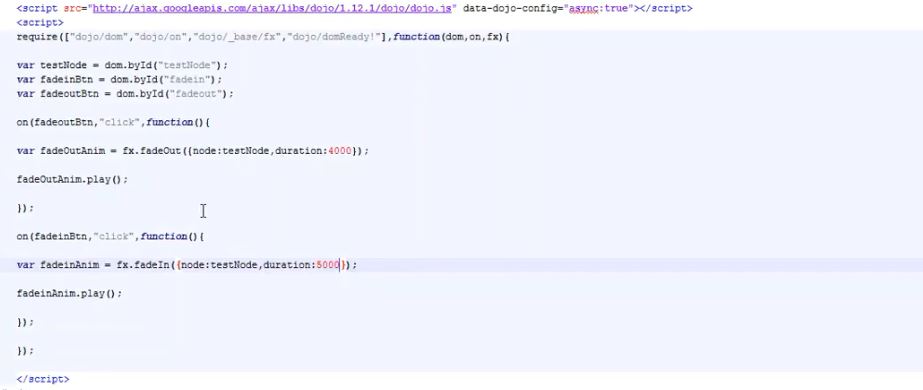 <script src="http://ajax.googleapis.com/ajax/libs/dojo/1.12.1/dojo/dojo.js" data-dojo-config="async:true"></script>
<script>
require(["dojo/dom","dojo/on","dojo/_base/fx","dojo/domReady!"],function(dom,on,fx){
var testNode = dom.byId("testNode");
var fadeinBtn = dom.byId("fadein");
var fadeoutBtn = dom.byId("fadeout");
on(fadeoutBtn,"click",function(){
var fadeOutAnim = fx.fadeOut({node:testNode,duration:4000});
fadeOutAnim.play();
});
on(fadeinBtn,"click",function(){
var fadeinAnim = fx.fadeIn({node:testNode,duration:5000});
fadeinAnim.play();
});
});
</script>